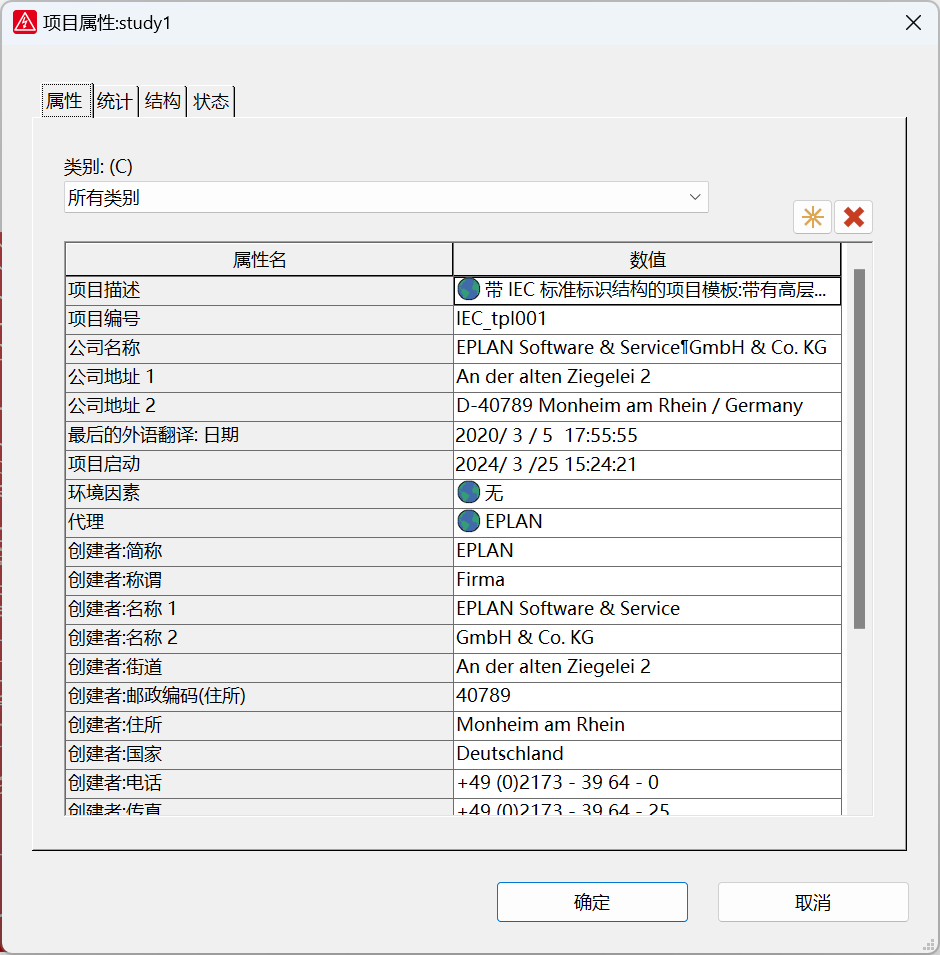 项目属性:study1
属性 统计 结构 状态
类别: (C)
所有类别
属性名 数值
项目描述 带 IEC 标准标识结构的项目模板:带有高层...
项目编号 IEC_tpl001
公司名称 EPLAN Software & Service¶GmbH & Co. KG
公司地址 1 An der alten Ziegelei 2
公司地址 2 D-40789 Monheim am Rhein / Germany
最后的外语翻译: 日期 2020/ 3 / 5  17:55:55
项目启动 2024/ 3 /25 15:24:21
环境因素 无
代理 EPLAN
创建者:简称 EPLAN
创建者:称谓 Firma
创建者:名称 1 EPLAN Software & Service
创建者:名称 2 GmbH & Co. KG
创建者:街道 An der alten Ziegelei 2
创建者:邮政编码(住所) 40789
创建者:住所 Monheim am Rhein
创建者:国家 Deutschland
创建者:电话 +49 (0)2173 - 39 64 - 0
创建者:传真 +49 (0)2173 - 39 64 - 25
确定 取消